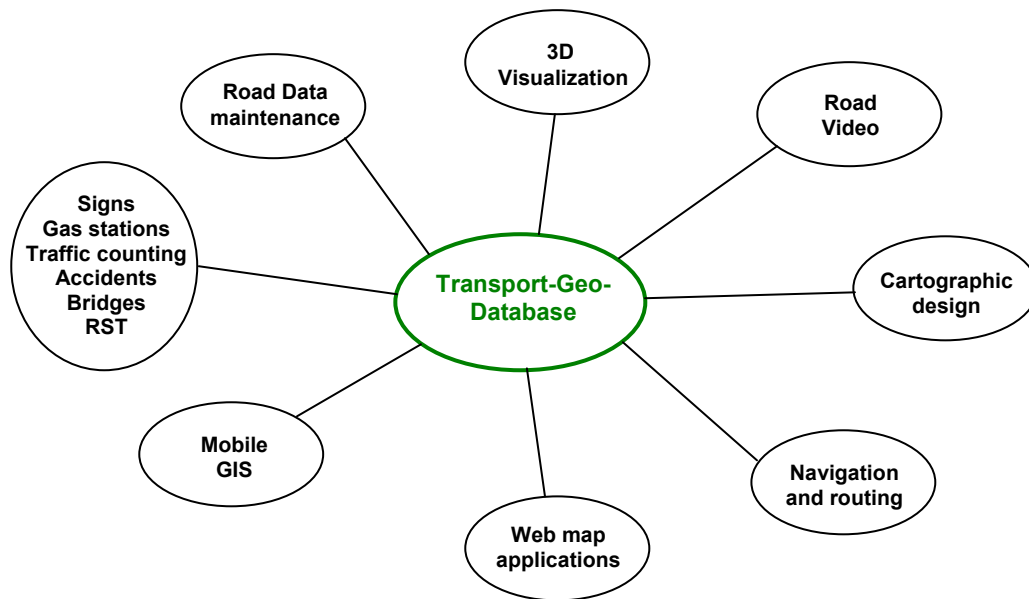 3D
Visualization
Road Data
maintenance
Road
Video
Signs
Gas stations
Traffic counting
Accidents
Bridges
RST
Transport-Geo-
Database
Cartographic
design
Mobile
GIS
Navigation
and routing
Web map
applications